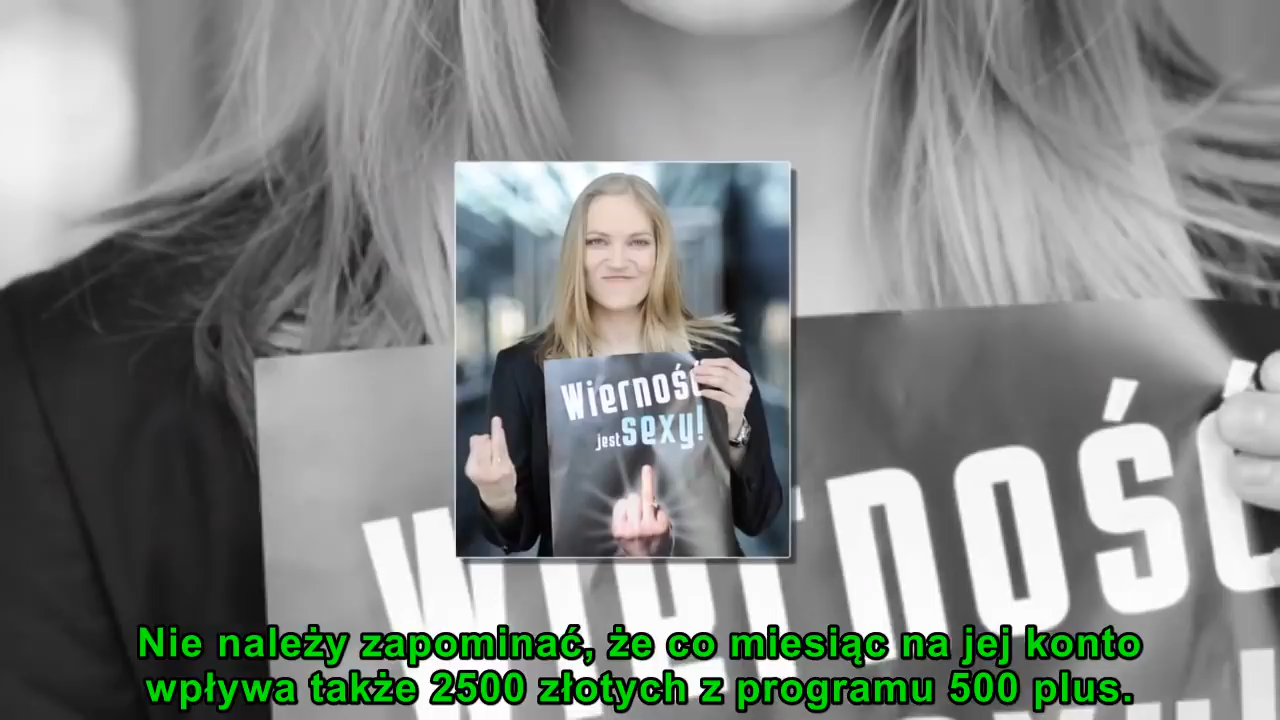 Wierność
jest sexy!
Wierność
Nie należy zapominać, że co miesiąc na jej konto
wpływa także 2500 złotych z programu 500 plus.